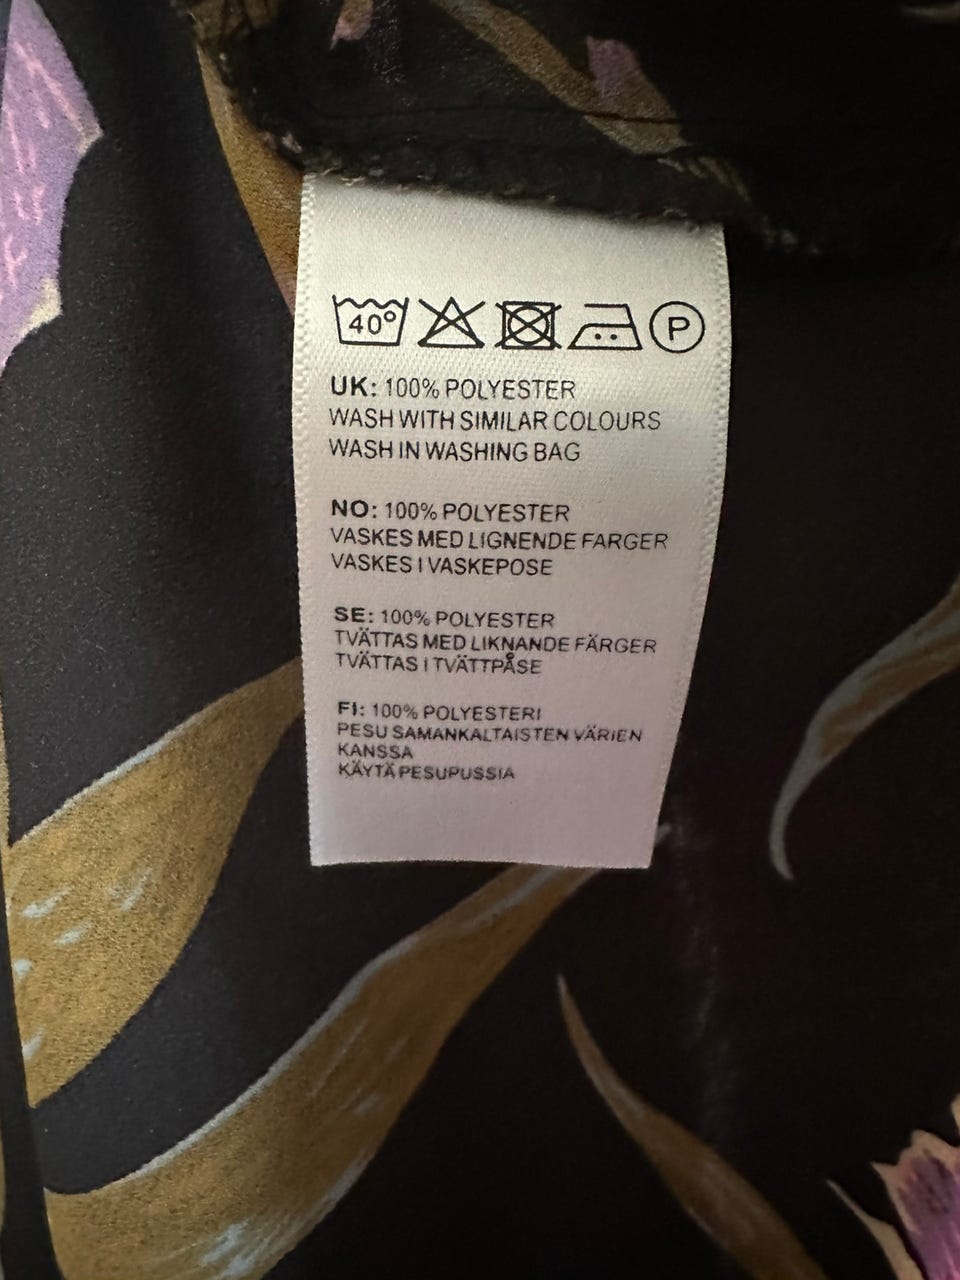 40° P
UK: 100% POLYESTER
WASH WITH SIMILAR COLOURS
WASH IN WASHING BAG
NO: 100% POLYESTER
VASKES MED LIGNENDE FARGER
VASKES I VASKEPOSE
SE: 100% POLYESTER
TVÄTTAS MED LIKNANDE FÄRGER
TVÄTTAS I TVÄTTPÅSE
FI: 100% POLYESTERI
PESU SAMANKALTAISTEN VÄRIEN
KANSSA
KÄYTÄ PESUPUSSIA